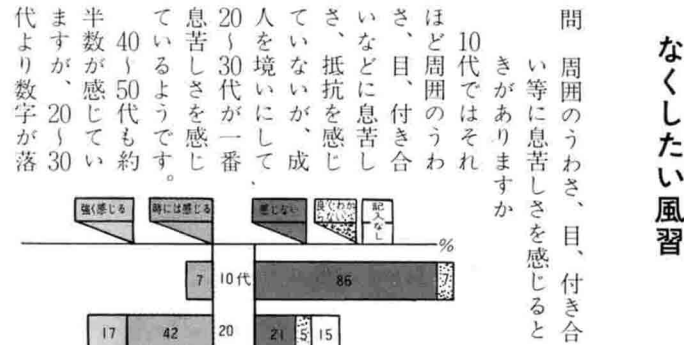 なくしたい風習
問　周囲のうわさ、目、付き合
い等に息苦しさを感じると
きがありますか
10代ではそれ
ほど周囲のうわ
さ、目、付き合
いなどに息苦し
さ、抵抗を感じ
ていないが、成
人を境いにして、
20〜30代が一番
息苦しさを感じ
ているようです。
40〜50代も約
半数が感じてい
ますが、20〜30
代より数字が落
強く感じる
時には感じる
感じない
良くわか
らない
記入なし
%
7 10代 86 7
17 42 20 21 5 15